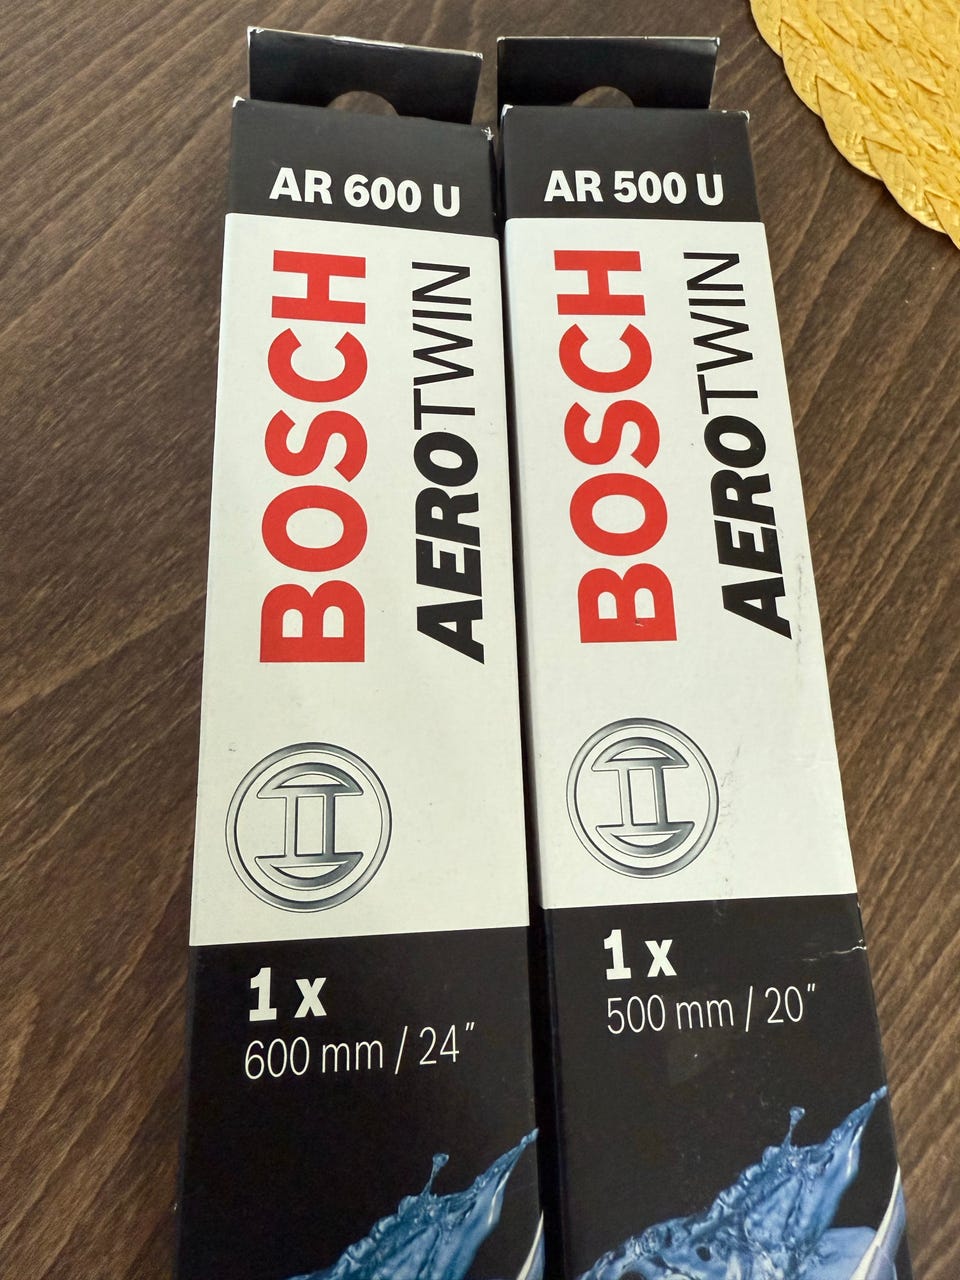 AR 600 U
BOSCH
AEROTWIN
1 x
600 mm / 24"
AR 500 U
BOSCH
AEROTWIN
1 x
500 mm / 20"